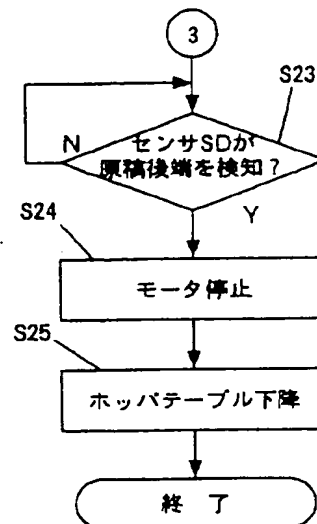 3
S23
N
センサSDが
原稿後端を検知?
Y
S24
モータ停止
S25
ホッパテーブル下降
終 了